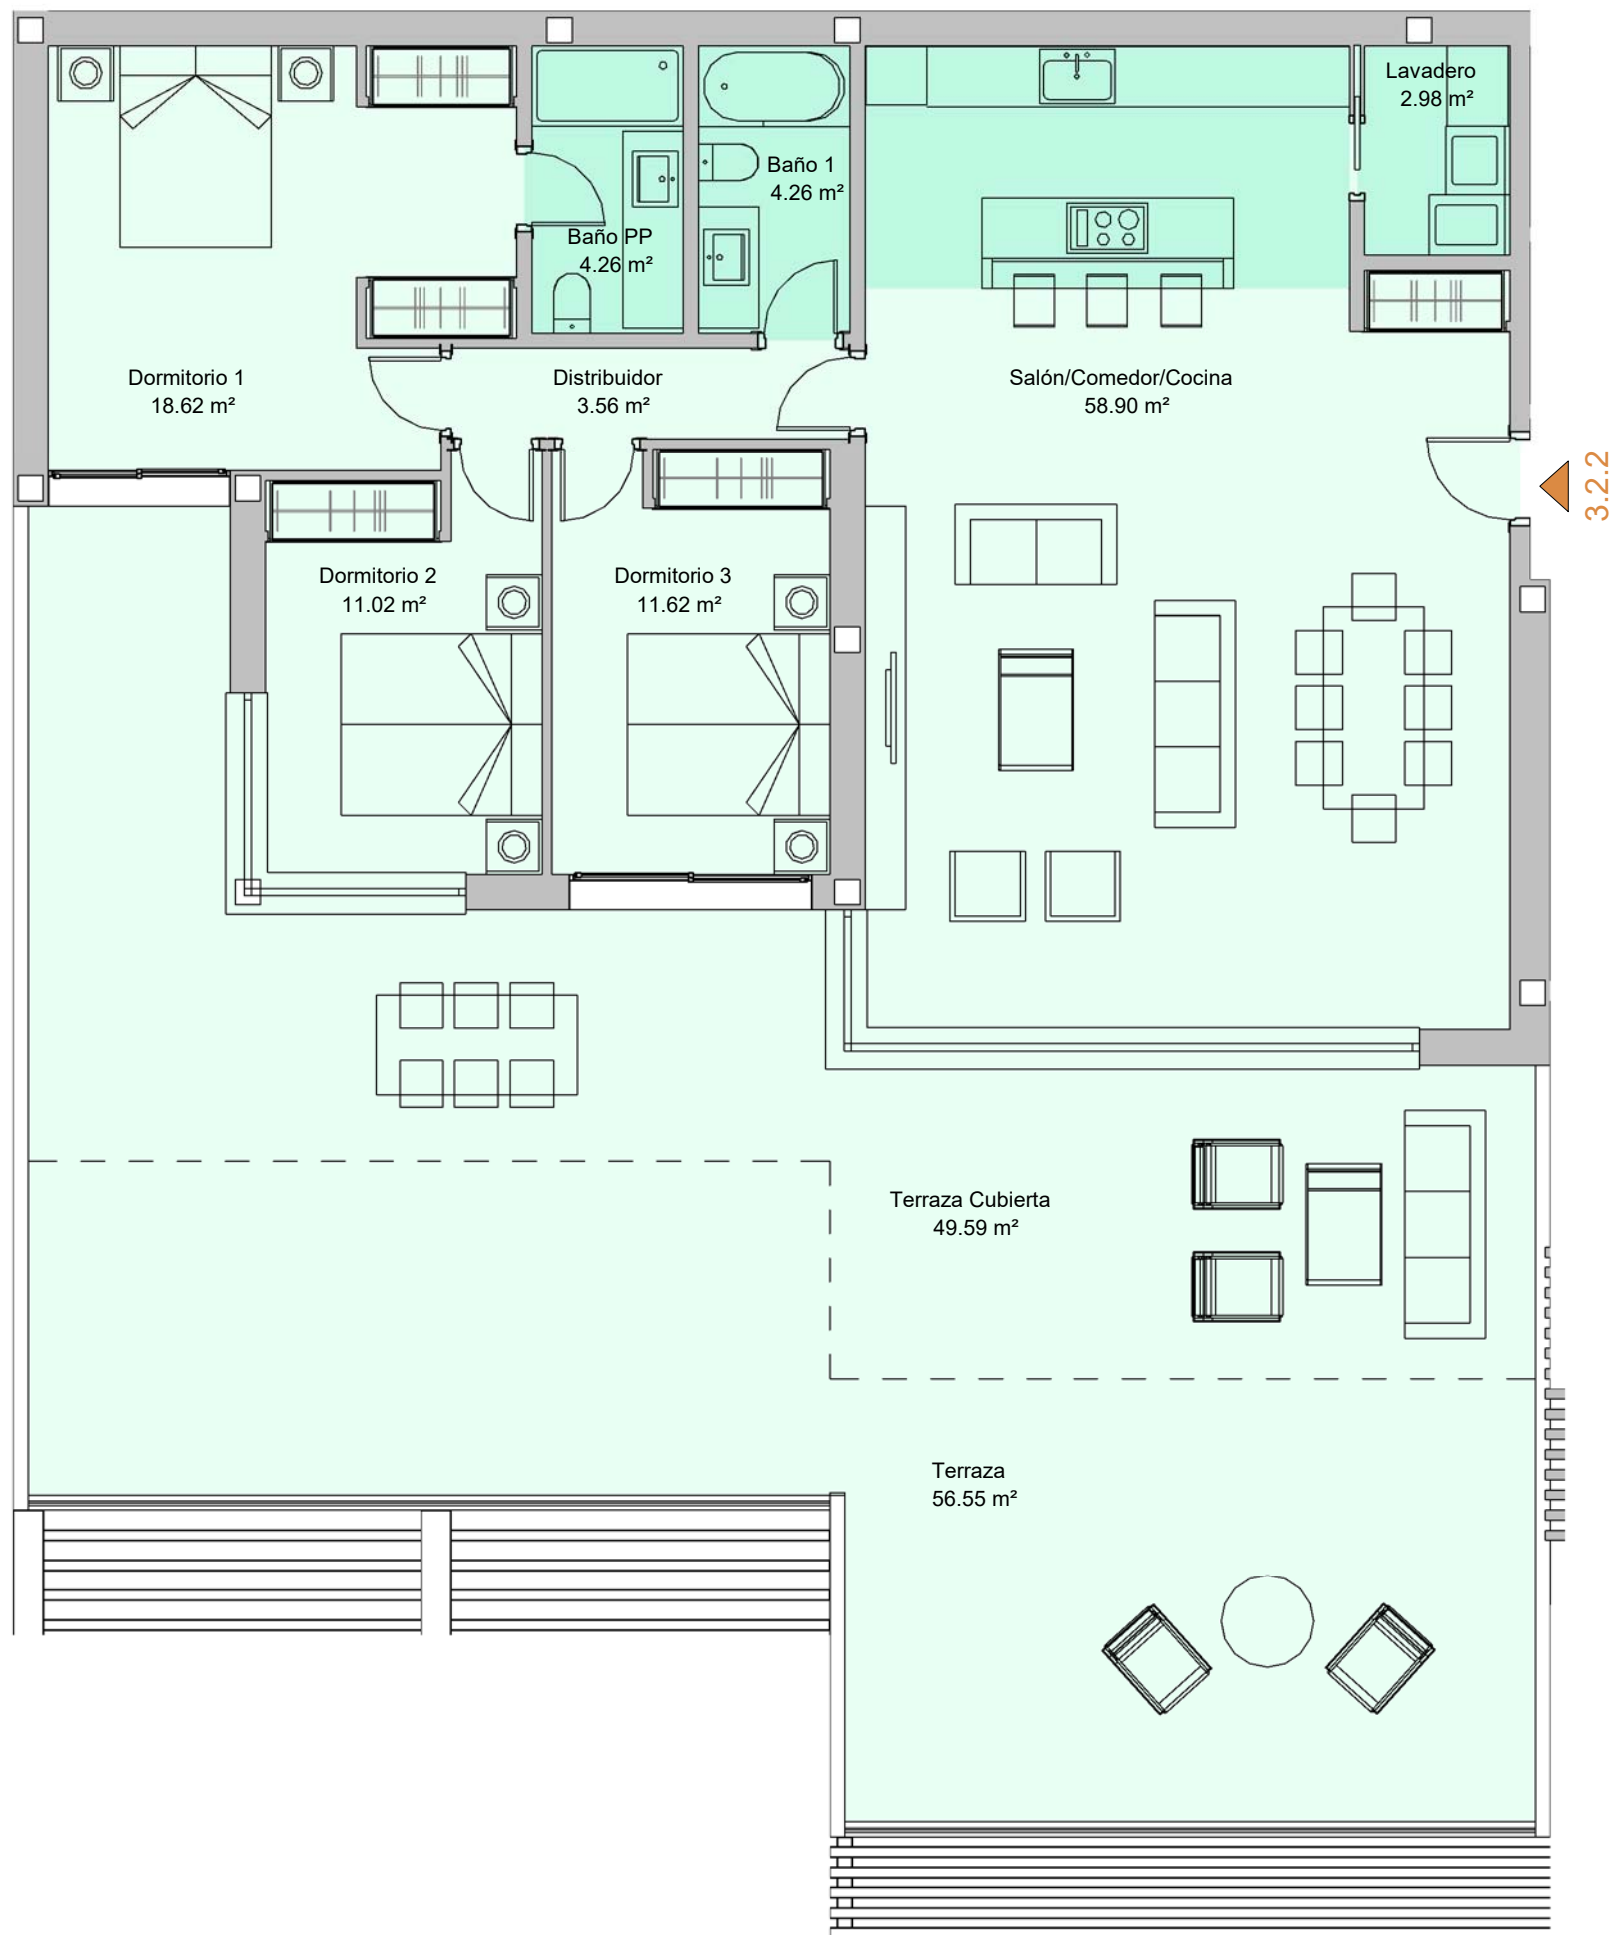 Lavadero
2.98 m²
Baño 1
4.26 m²
Baño PP
4.26 m²
Dormitorio 1
18.62 m²
Distribuidor
3.56 m²
Salón/Comedor/Cocina
58.90 m²
3.2.2
Dormitorio 2
11.02 m²
Dormitorio 3
11.62 m²
Terraza Cubierta
49.59 m²
Terraza
56.55 m²